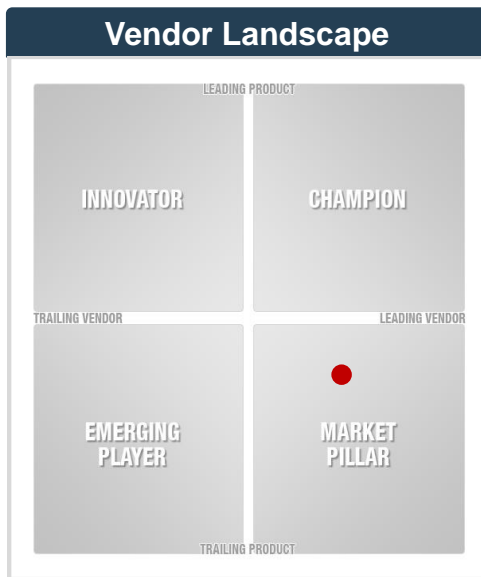 Vendor Landscape
LEADING PRODUCT
INNOVATOR
CHAMPION
TRAILING VENDOR
LEADING VENDOR
EMERGING
PLAYER
MARKET
PILLAR
TRAILING PRODUCT